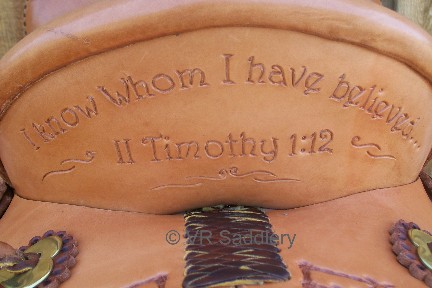 I know Whom I have believed...
II Timothy 1:12
© VR Saddlery